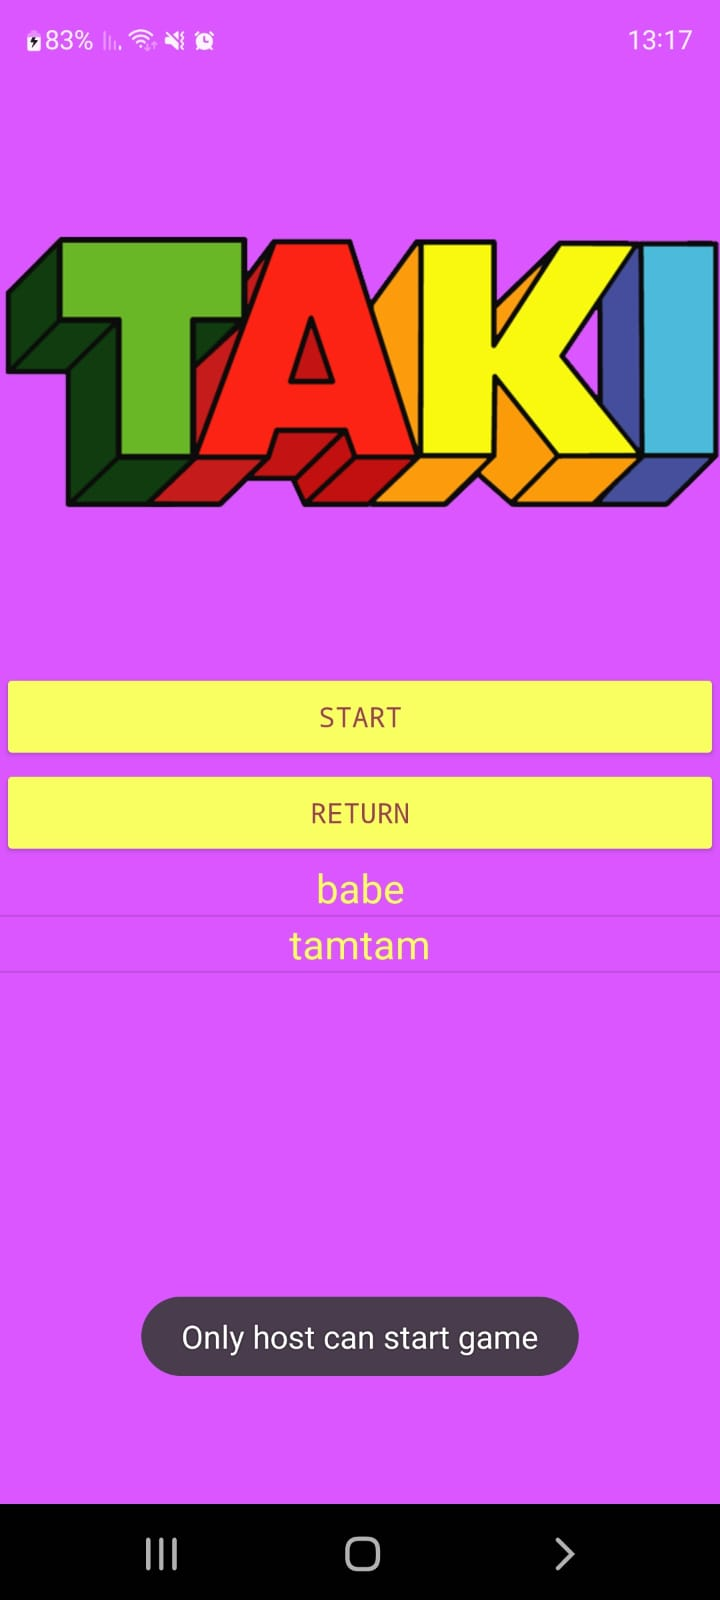 83%
13:17
TAKI
START
RETURN
babe
tamtam
Only host can start game